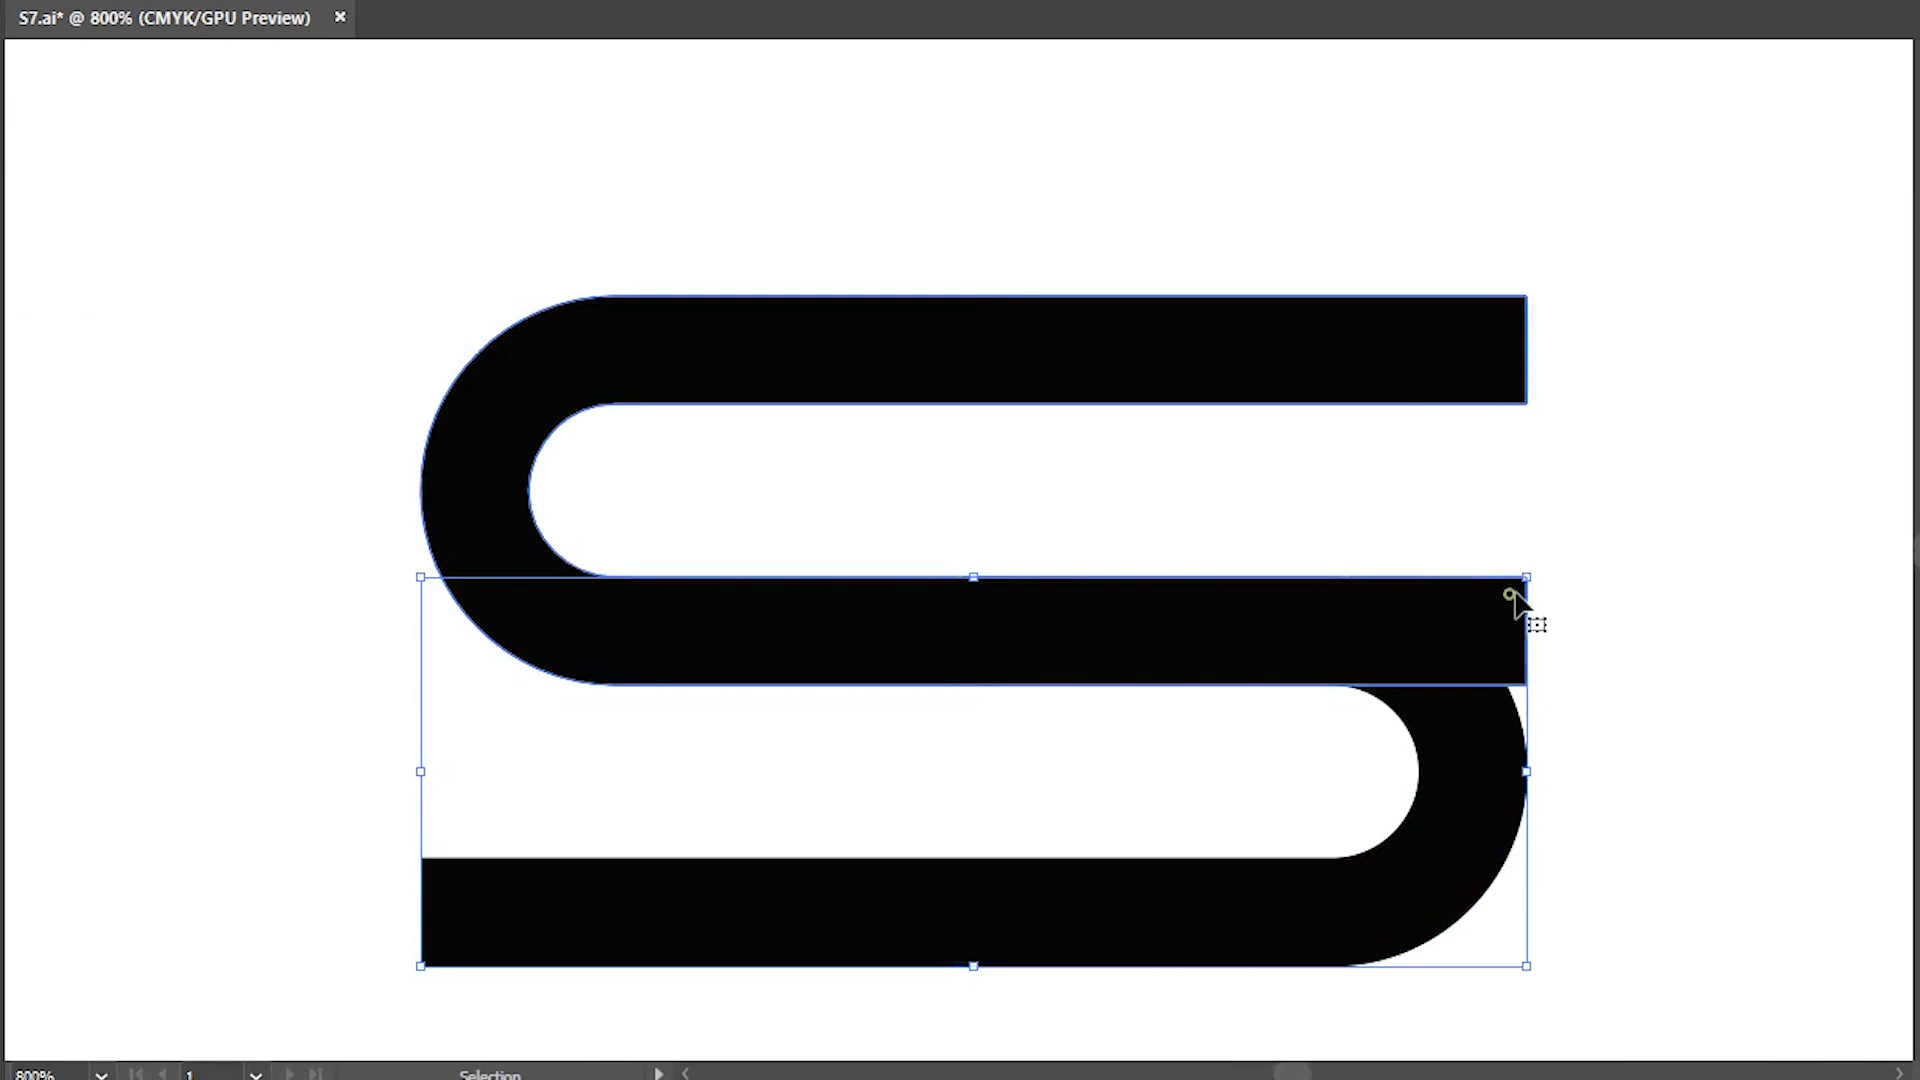 S7.ai* @ 800% (CMYK/GPU Preview) ×
800% 1 Selection